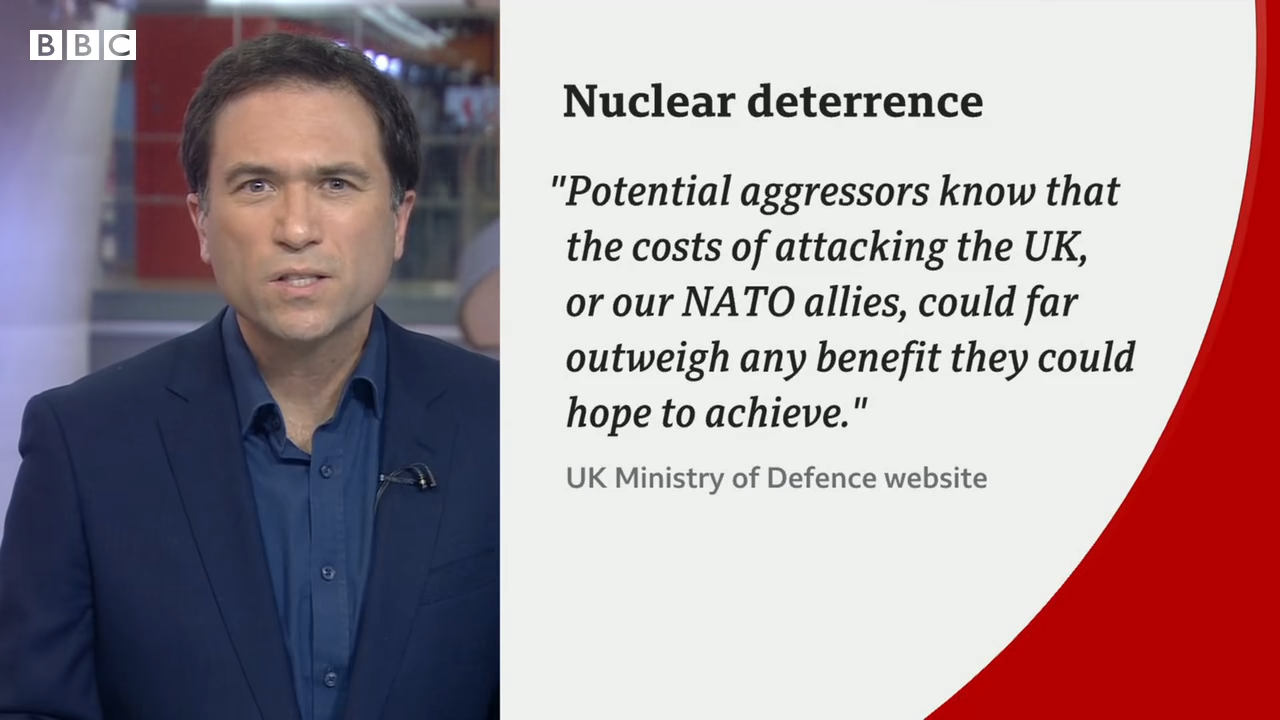 BBC
Nuclear deterrence
"Potential aggressors know that
the costs of attacking the UK,
or our NATO allies, could far
outweigh any benefit they could
hope to achieve."
UK Ministry of Defence website